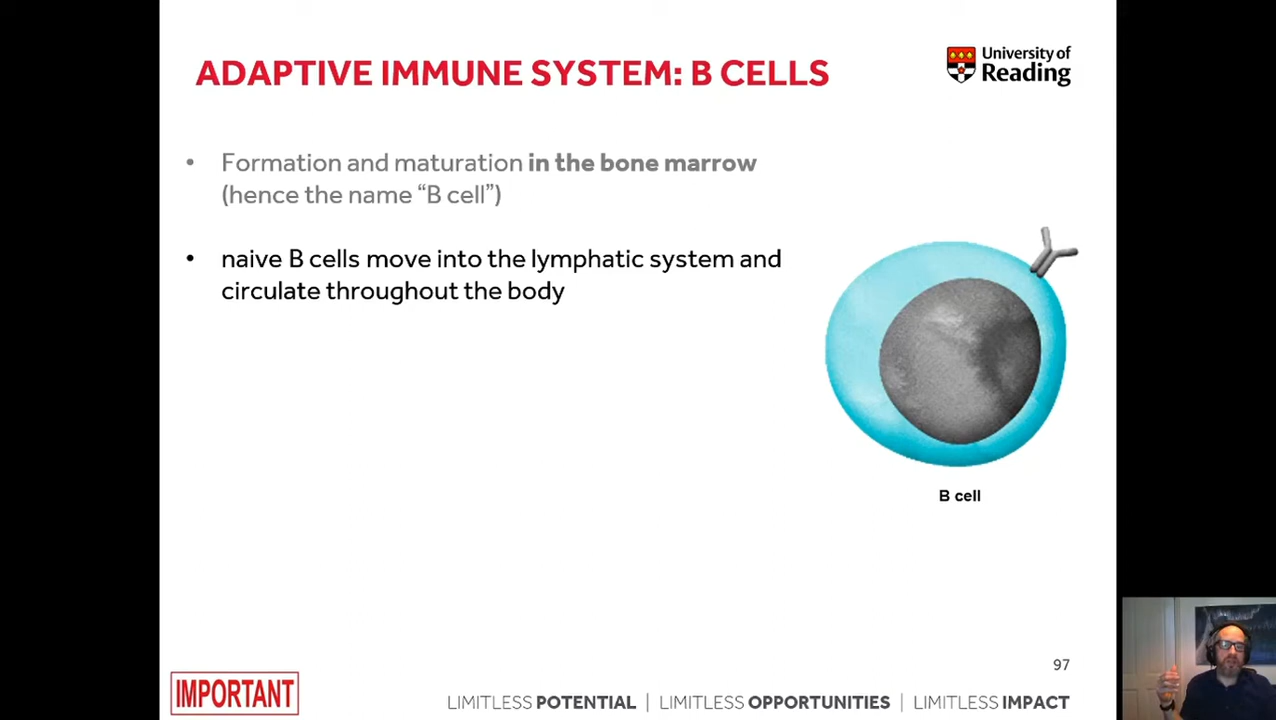 ADAPTIVE IMMUNE SYSTEM: B CELLS
University of
Reading
• Formation and maturation in the bone marrow
(hence the name “B cell”)
• naive B cells move into the lymphatic system and
circulate throughout the body
B cell
97
IMPORTANT
LIMITLESS POTENTIAL | LIMITLESS OPPORTUNITIES | LIMITLESS IMPACT